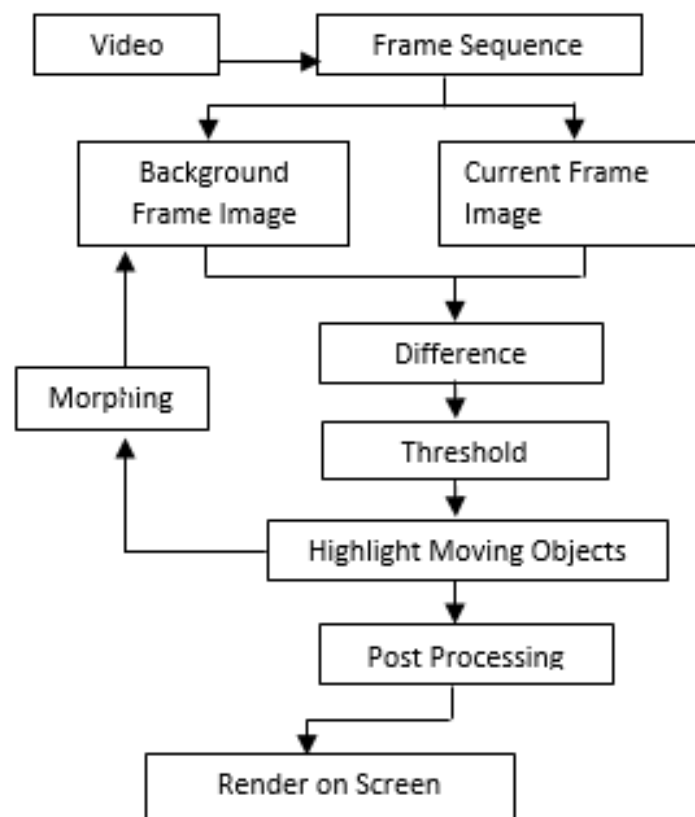 Video
Frame Sequence
Background
Frame Image
Current Frame
Image
Difference
Morphing
Threshold
Highlight Moving Objects
Post Processing
Render on Screen